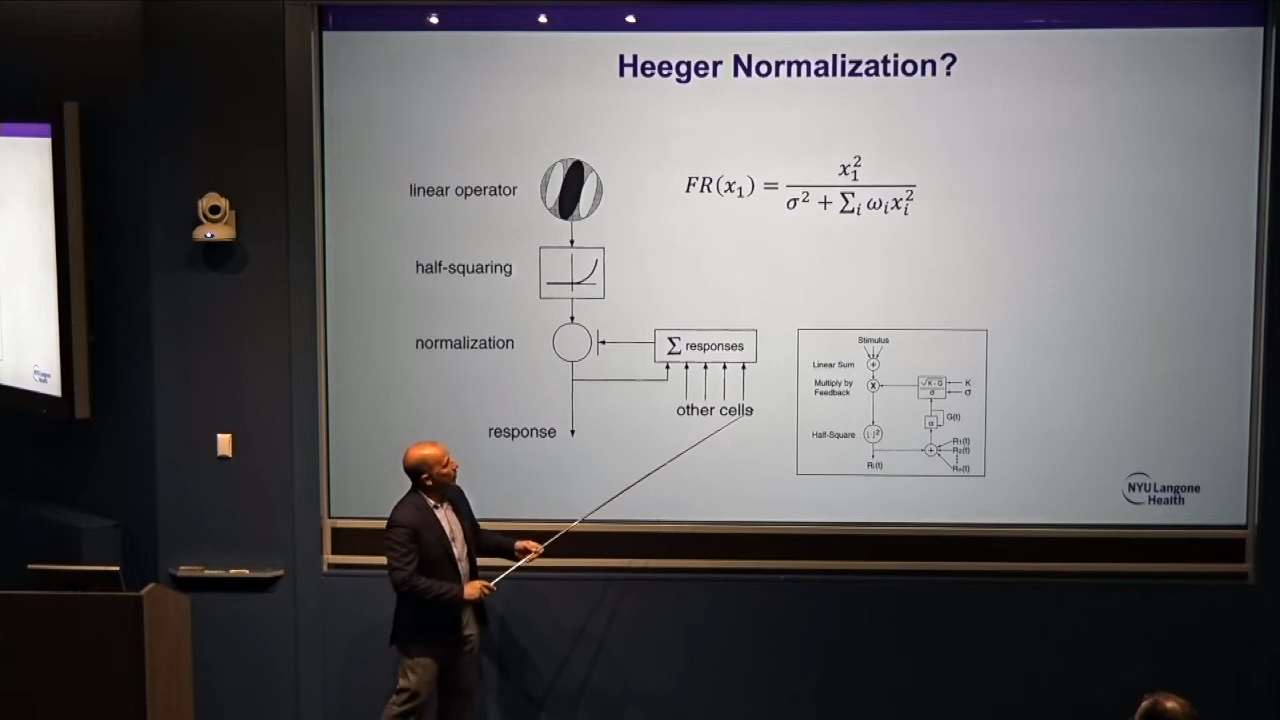 Heeger Normalization?
linear operator
FR(x₁) = x₁² / (σ² + ∑ᵢ ωᵢxᵢ²)
half-squaring
normalization
∑ responses
other cells
response
Stimulus
Linear Sum
+
Multiply by
Feedback
X
√K-G
σ
K
σ
G(t)
α
Half-Square
⌊ ⌋²
+
R₁(t)
R₂(t)
Rₙ(t)
Rᵢ(t)
NYU Langone
Health